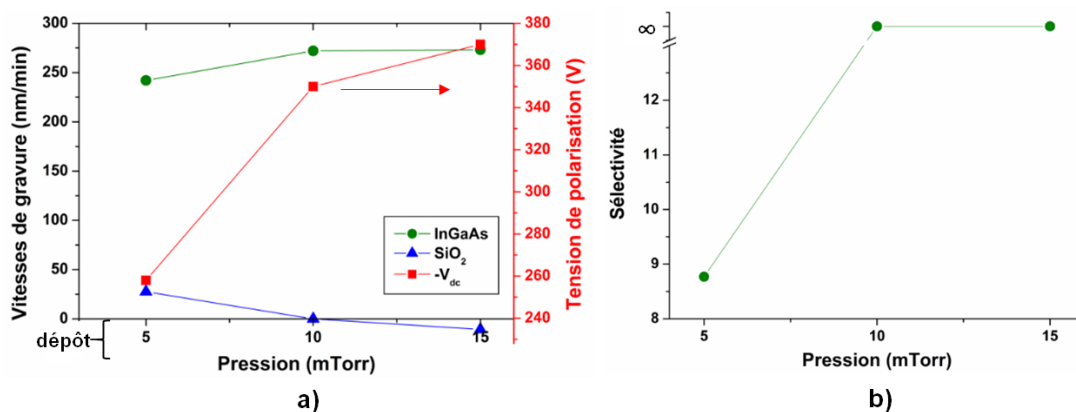 300
250
200
150
100
50
0
dépôt
5
10
15
Vitesses de gravure (nm/min)
Pression (mTorr)
InGaAs
SiO₂
-V_dc
380
360
340
320
300
280
260
240
Tension de polarisation (V)
a)
∞
12
11
10
9
8
5
10
15
Sélectivité
Pression (mTorr)
b)